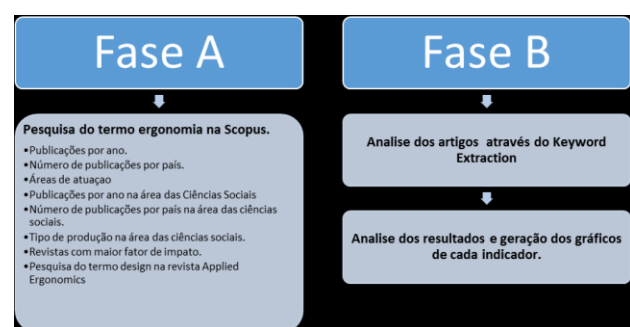 Fase A
Pesquisa do termo ergonomia na Scopus.
•Publicações por ano.
•Número de publicações por país.
•Áreas de atuaçao
•Publicações por ano na área das Ciências Sociais
•Número de publicações por país na área das ciências
sociais.
•Tipo de produção na área das ciências sociais.
•Revistas com maior fator de impato.
•Pesquisa do termo design na revista Applied
Ergonomics
Fase B
Analise dos artigos através do Keyword
Extraction
Analise dos resultados e geração dos gráficos
de cada indicador.